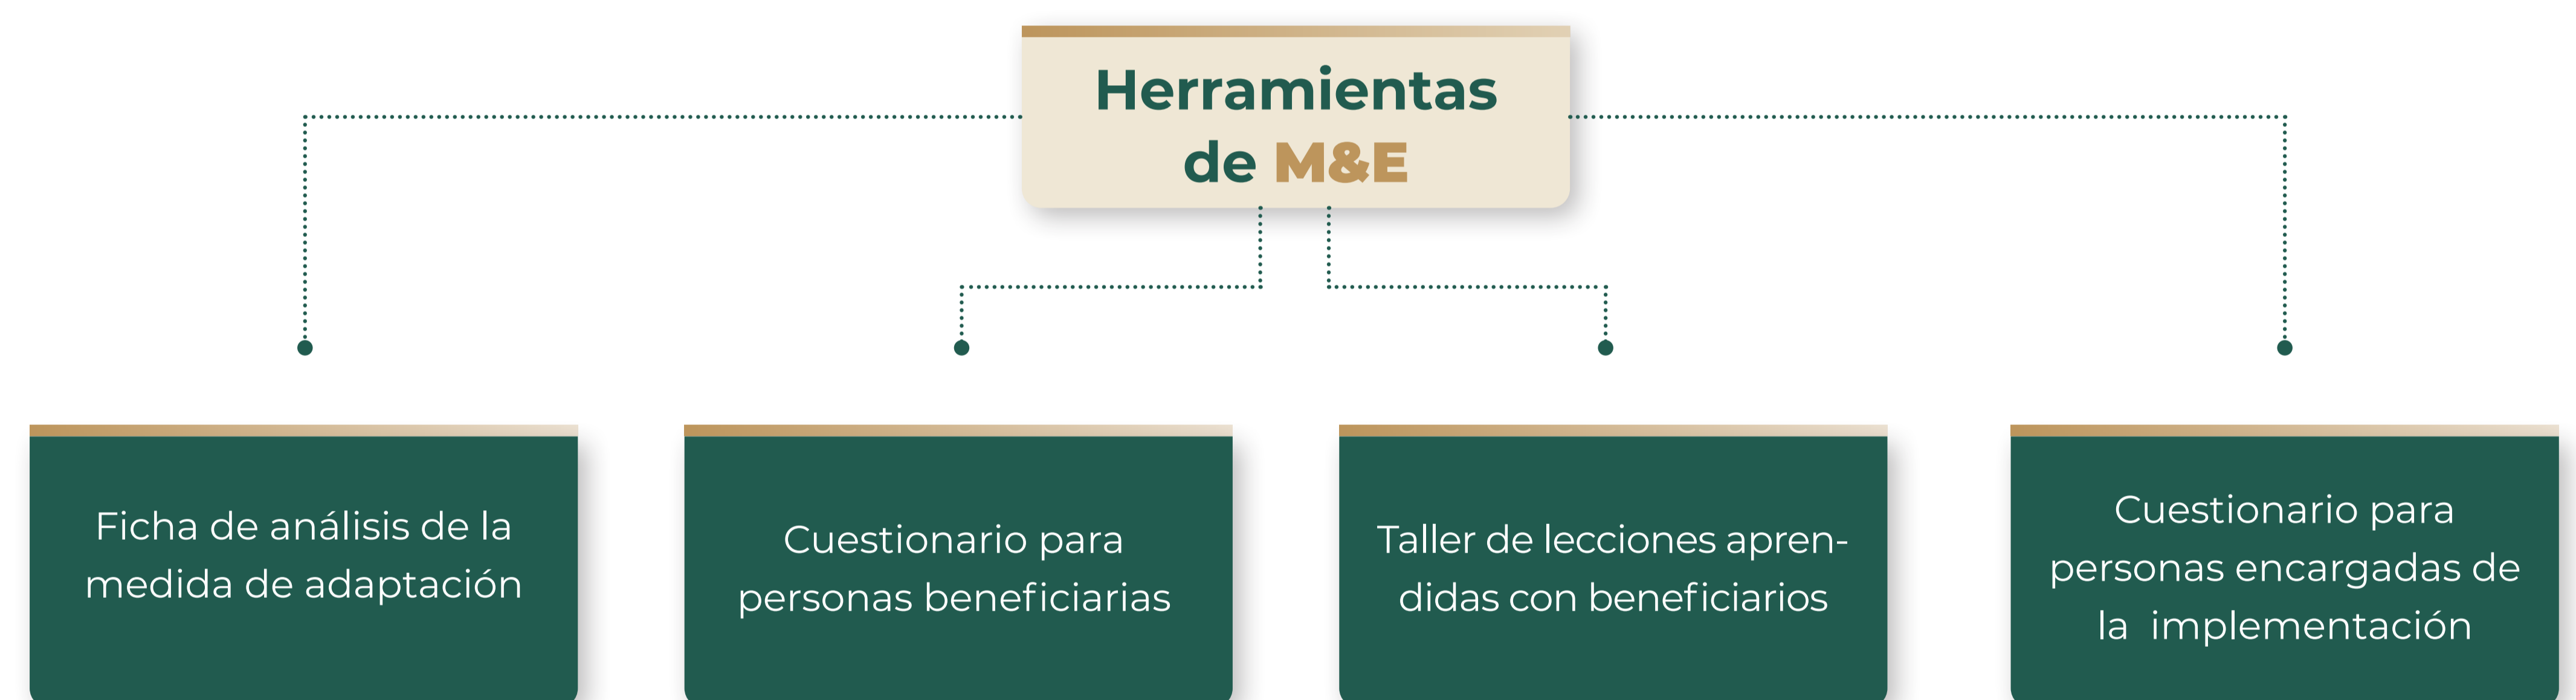 Herramientas
de M&E
Ficha de análisis de la
medida de adaptación
Cuestionario para
personas beneficiarias
Taller de lecciones apren-
didas con beneficiarios
Cuestionario para
personas encargadas de
la  implementación